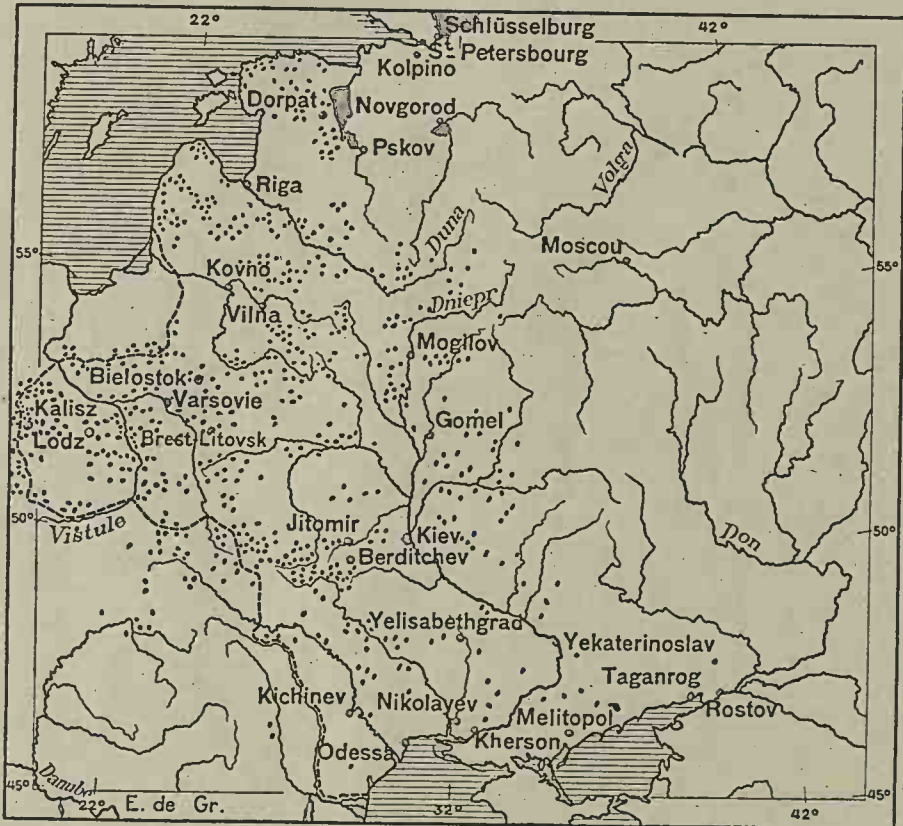 22°
42°
Schlüsselburg
St Petersbourg
Kolpino
Dorpat
Novgorod
Pskov
Riga
Volga
Duna
Moscou
55°
55°
Kovno
Vilna
Dniepr
Mogilov
Bielostok
Varsovie
Kalisz
Lodz
Brest-Litovsk
Gomel
50°
Vistule
Jitomir
Kiev
Berditchev
Don
50°
Yelisabethgrad
Yekaterinoslav
Taganrog
Kichinev
Nikolayev
Melitopol
Rostov
Kherson
Odessa
Danube
45°
22°
E. de Gr.
32°
42°
45°